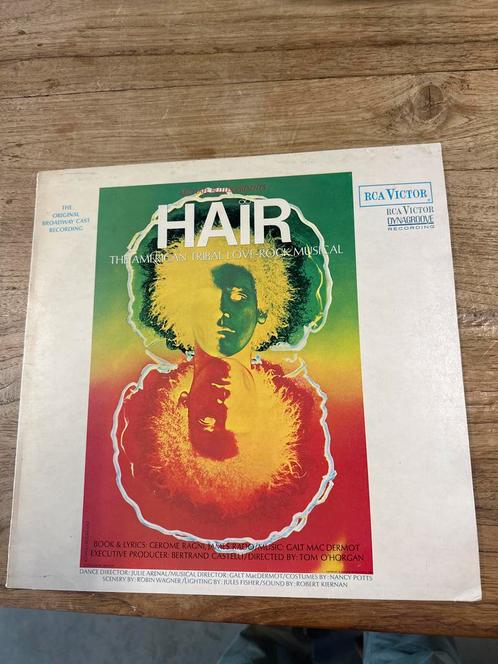 THE
ORIGINAL
BROADWAY CAST
RECORDING
RCA VICTOR
RCA VICTOR
DYNAGROOVE
RECORDING
HAIR
THE AMERICAN TRIBAL LOVE-ROCK MUSICAL
BOOK & LYRICS: GEROME RAGNI, JAMES RADO/MUSIC: GALT MAC DERMOT
EXECUTIVE PRODUCER: BERTRAND CASTELLI/DIRECTED BY: TOM O'HORGAN
DANCE DIRECTOR: JULIE ARENAL/MUSICAL DIRECTOR: GALT MacDERMOT/COSTUMES BY: NANCY POTTS
SCENERY BY: ROBIN WAGNER/LIGHTING BY: JULES FISHER/SOUND BY: ROBERT KIERNAN